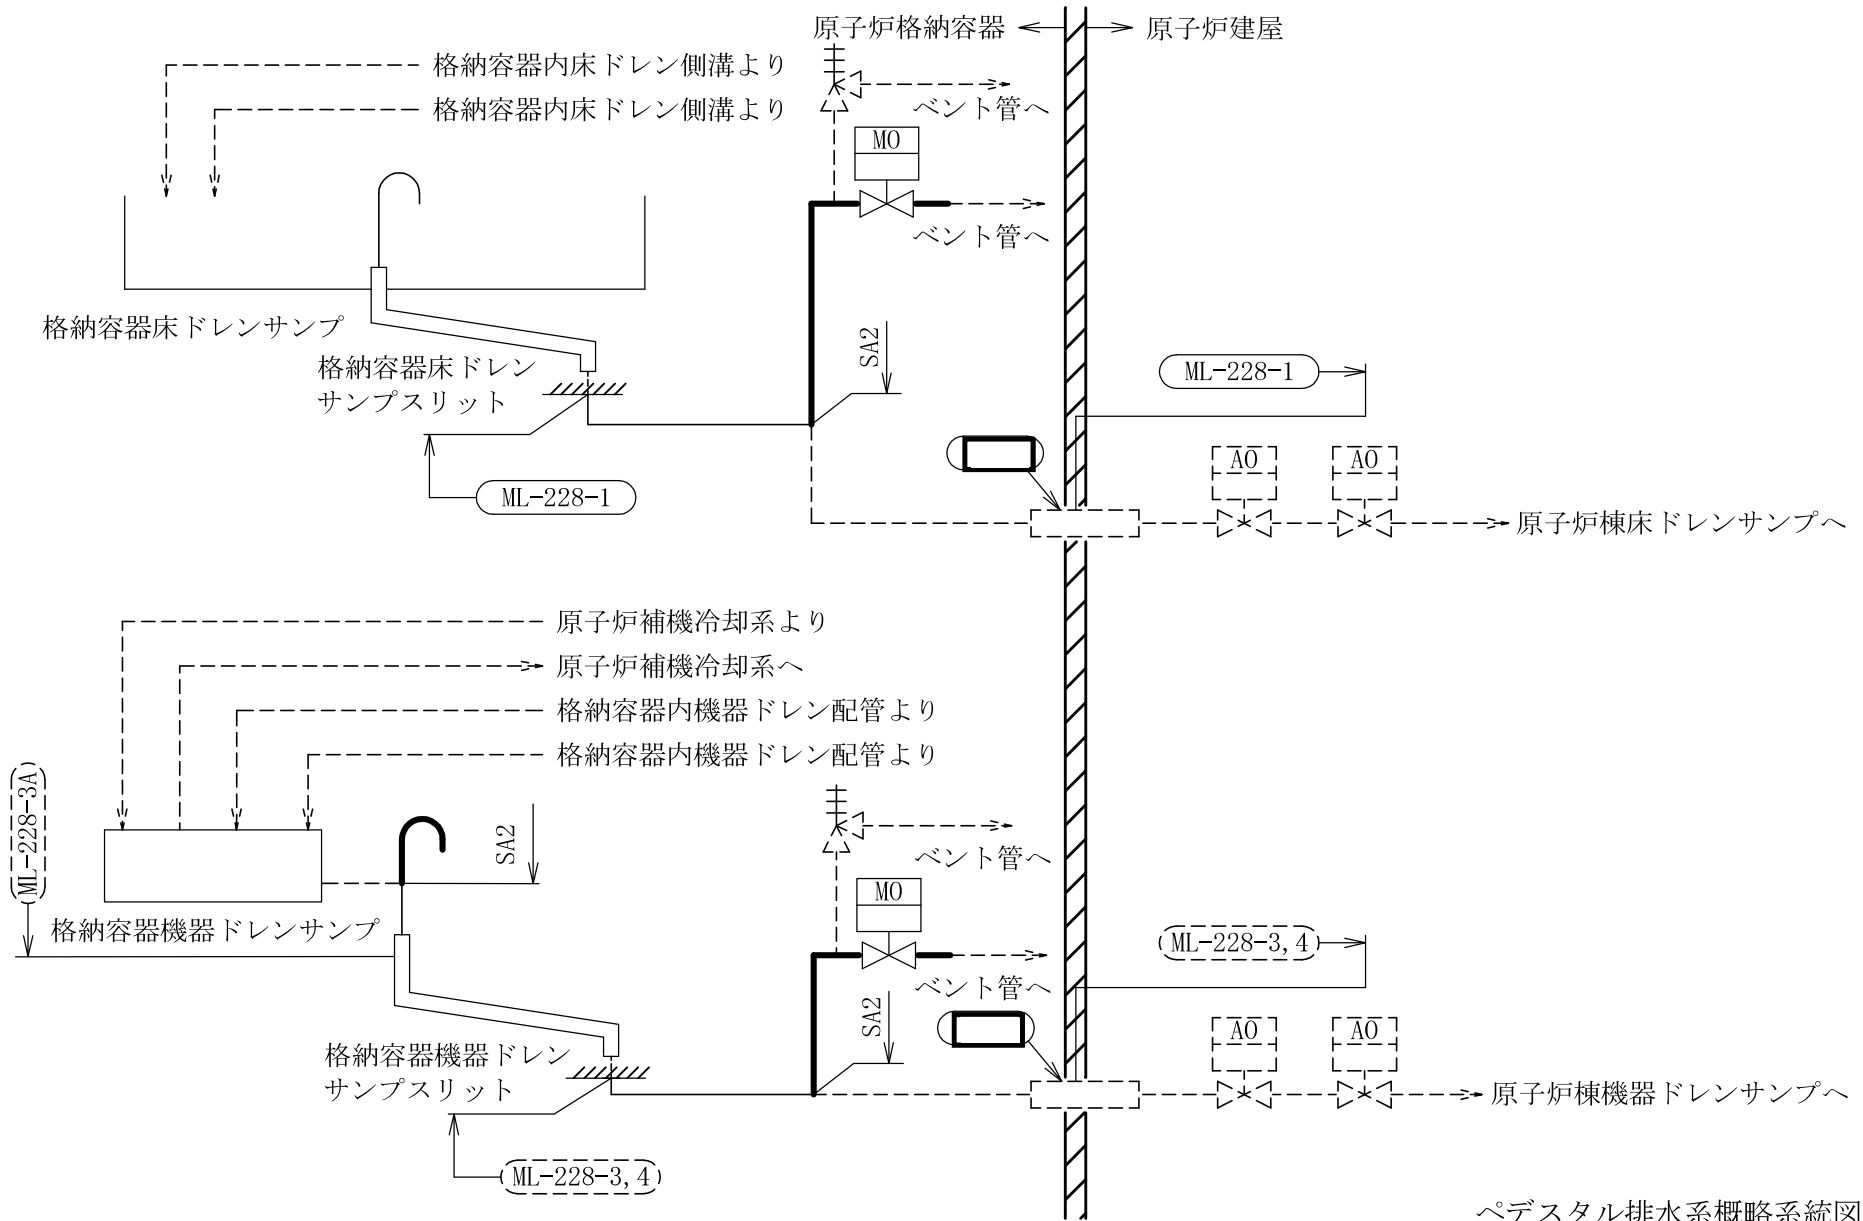 原子炉格納容器
原子炉建屋
格納容器内床ドレン側溝より
格納容器内床ドレン側溝より
ベント管へ
MO
ベント管へ
格納容器床ドレンサンプ
格納容器床ドレン
サンプスリット
SA2
ML-228-1
ML-228-1
AO
AO
原子炉棟床ドレンサンプへ
原子炉補機冷却系より
原子炉補機冷却系へ
格納容器内機器ドレン配管より
格納容器内機器ドレン配管より
ML-228-3A
SA2
ベント管へ
MO
格納容器機器ドレンサンプ
ML-228-3,4
ベント管へ
SA2
格納容器機器ドレン
サンプスリット
AO
AO
原子炉棟機器ドレンサンプへ
ML-228-3,4
ペデスタル排水系概略系統図